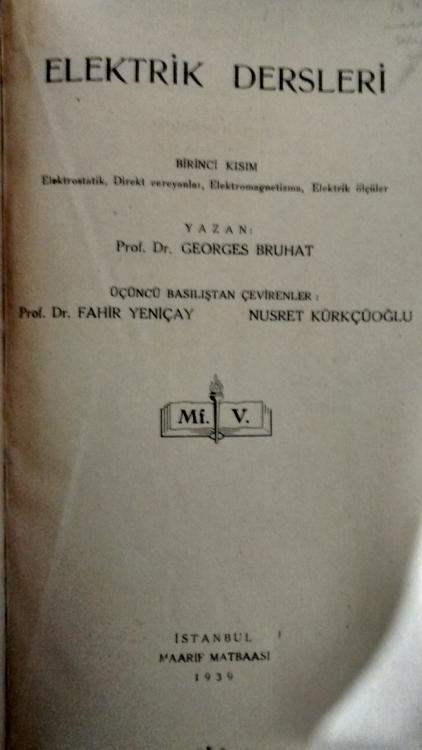 ELEKTRİK DERSLERİ
BİRİNCİ KISIM
Elektrostatik, Direkt cereyanlar, Elektromagnetizma, Elektrik ölçüler
YAZAN:
Prof. Dr. GEORGES BRUHAT
ÜÇÜNCÜ BASILIŞTAN ÇEVİRENLER :
Prof. Dr. FAHİR YENİÇAY NUSRET KÜRKÇÜOĞLU
Mf. V.
İSTANBUL
MAARİF MATBAASI
1939